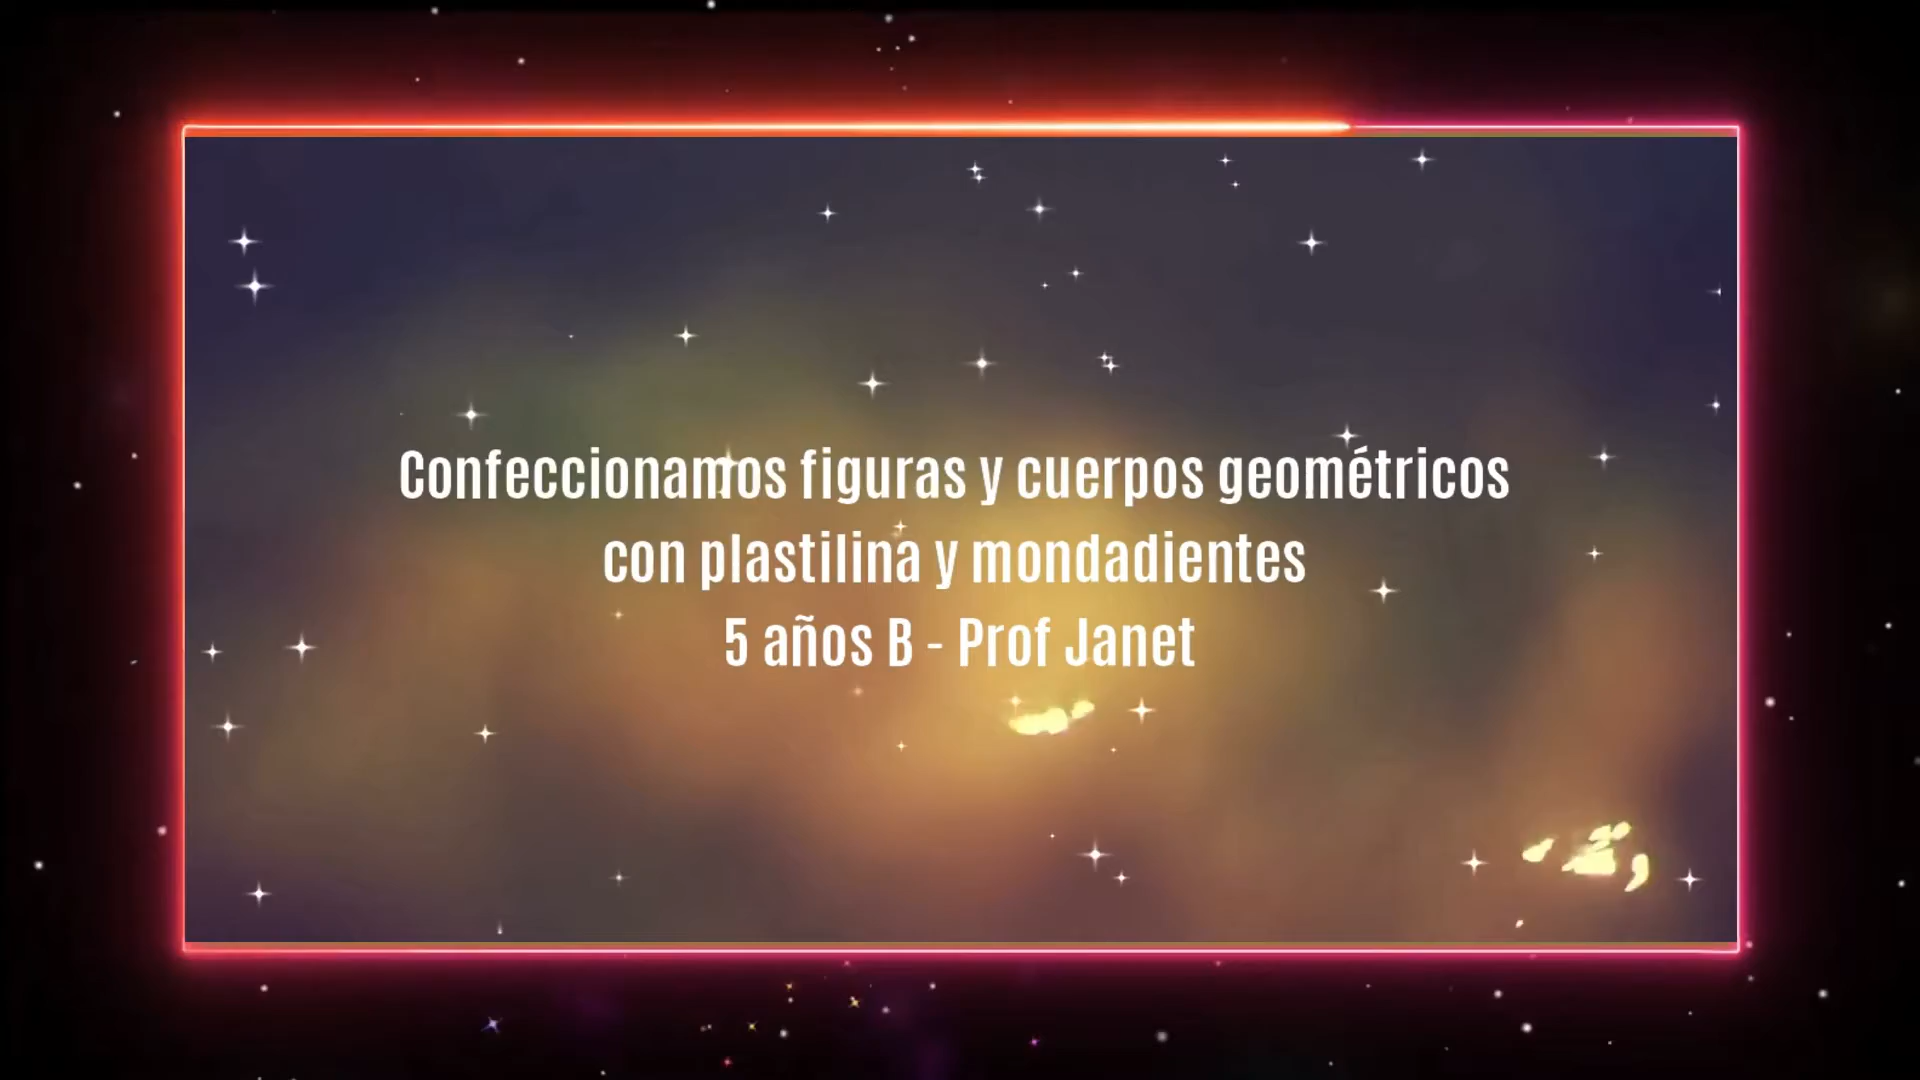 Confeccionamos figuras y cuerpos geométricos
con plastilina y mondadientes
5 años B - Prof Janet